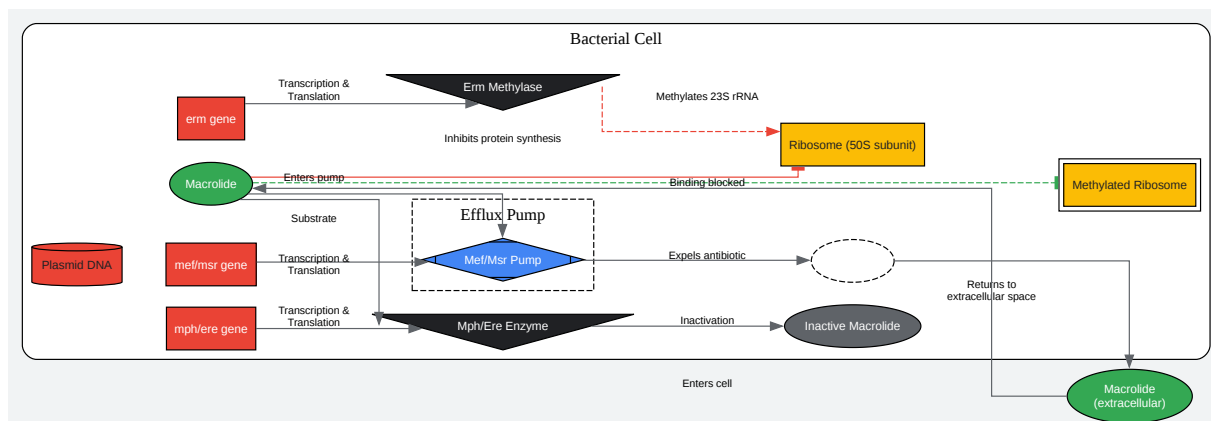 Bacterial Cell
Transcription &
Translation
Erm Methylase
Methylates 23S rRNA
erm gene
Inhibits protein synthesis
Ribosome (50S subunit)
Enters pump
Macrolide
Binding blocked
Methylated Ribosome
Substrate
Efflux Pump
Plasmid DNA
mef/msr gene
Transcription &
Translation
Mef/Msr Pump
Expels antibiotic
Returns to
extracellular space
mph/ere gene
Transcription &
Translation
Mph/Ere Enzyme
Inactivation
Inactive Macrolide
Enters cell
Macrolide
(extracellular)